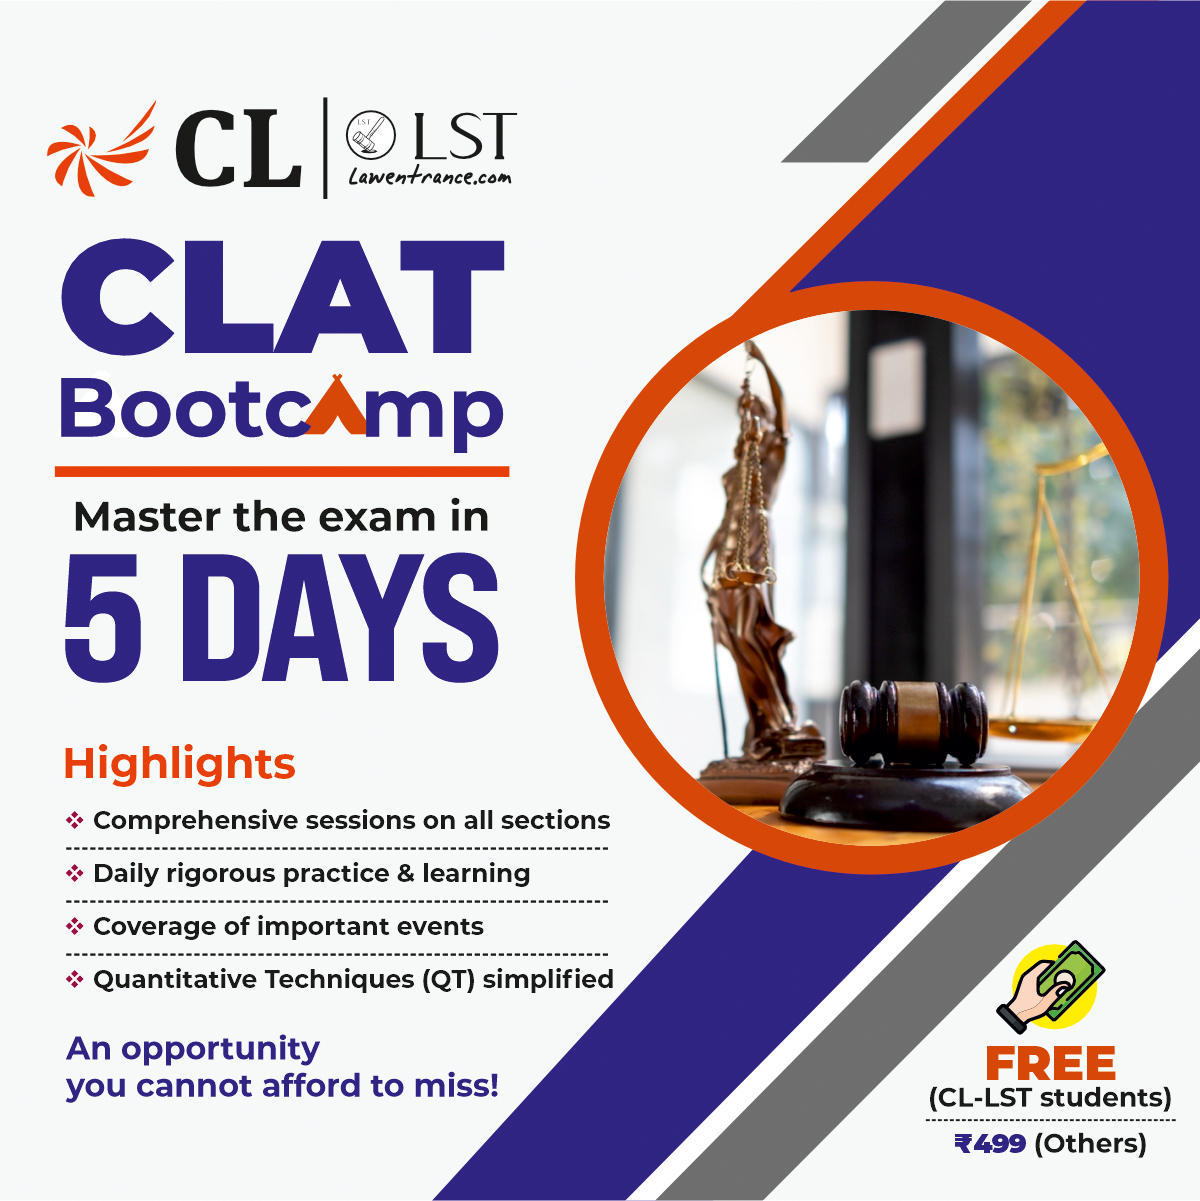 CL
LST
LST
Lawentrance.com
CLAT
Bootcamp
Master the exam in
5 DAYS
Highlights
Comprehensive sessions on all sections
Daily rigorous practice & learning
Coverage of important events
Quantitative Techniques (QT) simplified
An opportunity
you cannot afford to miss!
FREE
(CL-LST students)
₹499 (Others)